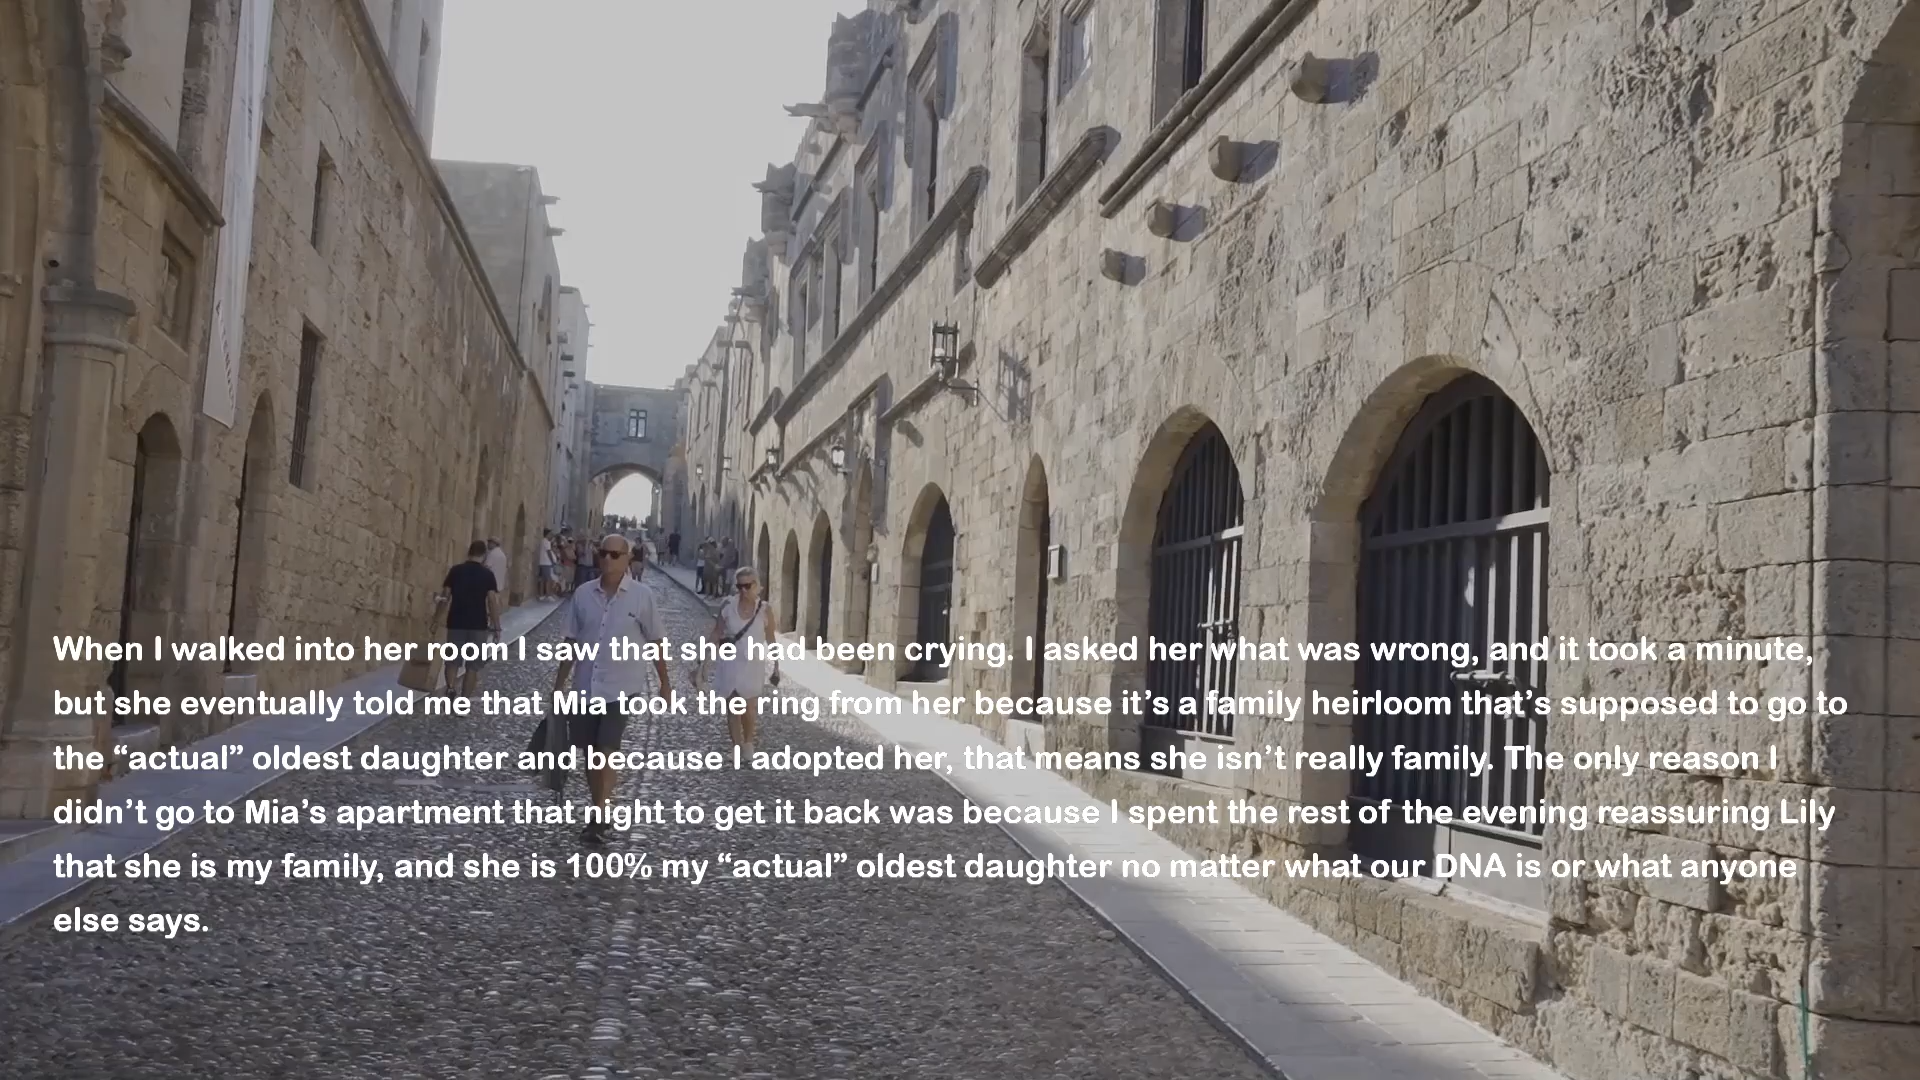 When I walked into her room I saw that she had been crying. I asked her what was wrong, and it took a minute,
but she eventually told me that Mia took the ring from her because it’s a family heirloom that’s supposed to go to
the “actual” oldest daughter and because I adopted her, that means she isn’t really family. The only reason I
didn’t go to Mia’s apartment that night to get it back was because I spent the rest of the evening reassuring Lily
that she is my family, and she is 100% my “actual” oldest daughter no matter what our DNA is or what anyone
else says.